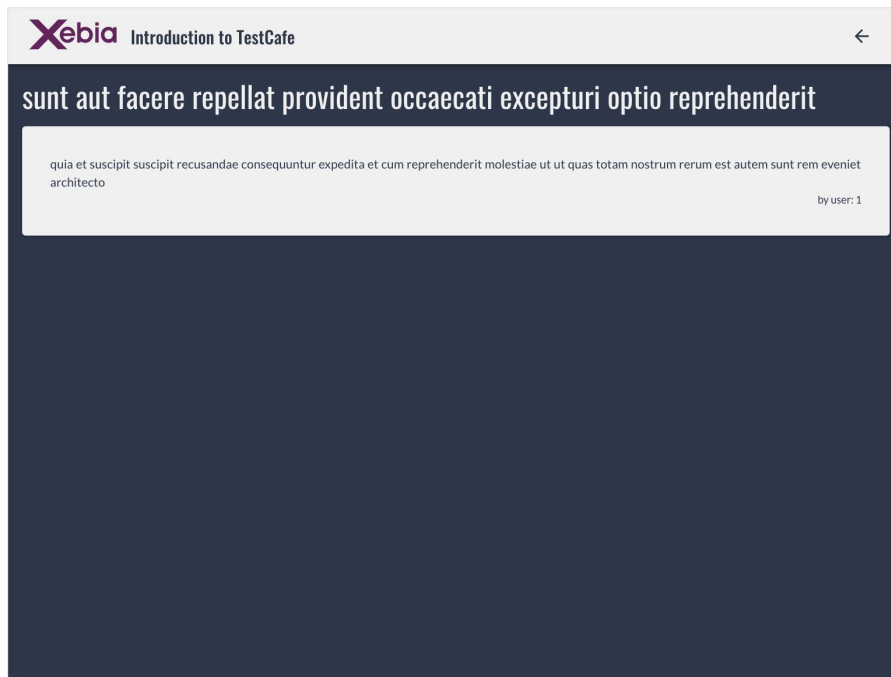 Xebia Introduction to TestCafe
sunt aut facere repellat provident occaecati excepturi optio reprehenderit
quia et suscipit suscipit recusandae consequuntur expedita et cum reprehenderit molestiae ut ut quas totam nostrum rerum est autem sunt rem eveniet
architecto
by user: 1